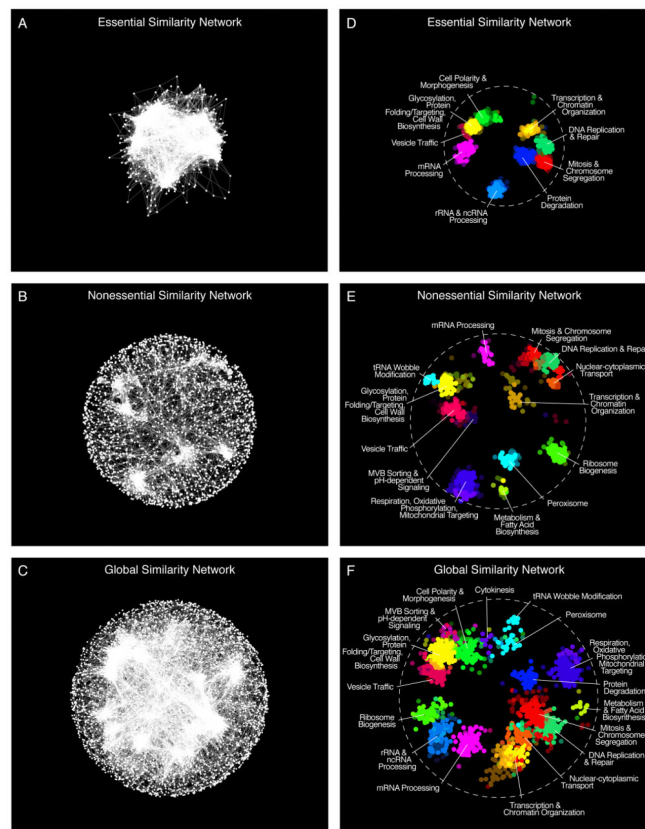 A
Essential Similarity Network
D
Essential Similarity Network
Cell Polarity &
Morphogenesis
Glycosylation,
Protein
Folding/Targeting,
Cell Wall
Biosynthesis
Vesicle Traffic
mRNA
Processing
rRNA & ncRNA
Processing
Transcription &
Chromatin
Organization
DNA Replication
& Repair
Mitosis &
Chromosome
Segregation
Protein
Degradation
B
Nonessential Similarity Network
E
Nonessential Similarity Network
mRNA Processing
Mitosis & Chromosome
Segregation
DNA Replication & Repair
Nuclear-cytoplasmic
Transport
tRNA Wobble
Modification
Glycosylation,
Protein
Folding/Targeting,
Cell Wall
Biosynthesis
Transcription &
Chromatin
Organization
Vesicle Traffic
MVB Sorting &
pH-dependent
Signaling
Respiration, Oxidative
Phosphorylation,
Mitochondrial Targeting
Metabolism &
Fatty Acid
Biosynthesis
Peroxisome
Ribosome
Biogenesis
C
Global Similarity Network
F
Global Similarity Network
Cell Polarity &
Morphogenesis
Cytokinesis
tRNA Wobble Modification
MVB Sorting &
pH-dependent
Signaling
Peroxisome
Glycosylation,
Protein
Folding/Targeting,
Cell Wall
Biosynthesis
Respiration,
Oxidative
Phosphorylation,
Mitochondrial
Targeting
Vesicle Traffic
Protein
Degradation
Ribosome
Biogenesis
Metabolism
& Fatty Acid
Biosynthesis
Mitosis &
Chromosome
Segregation
rRNA &
ncRNA
Processing
DNA Replication
& Repair
mRNA Processing
Nuclear-cytoplasmic
Transport
Transcription &
Chromatin Organization